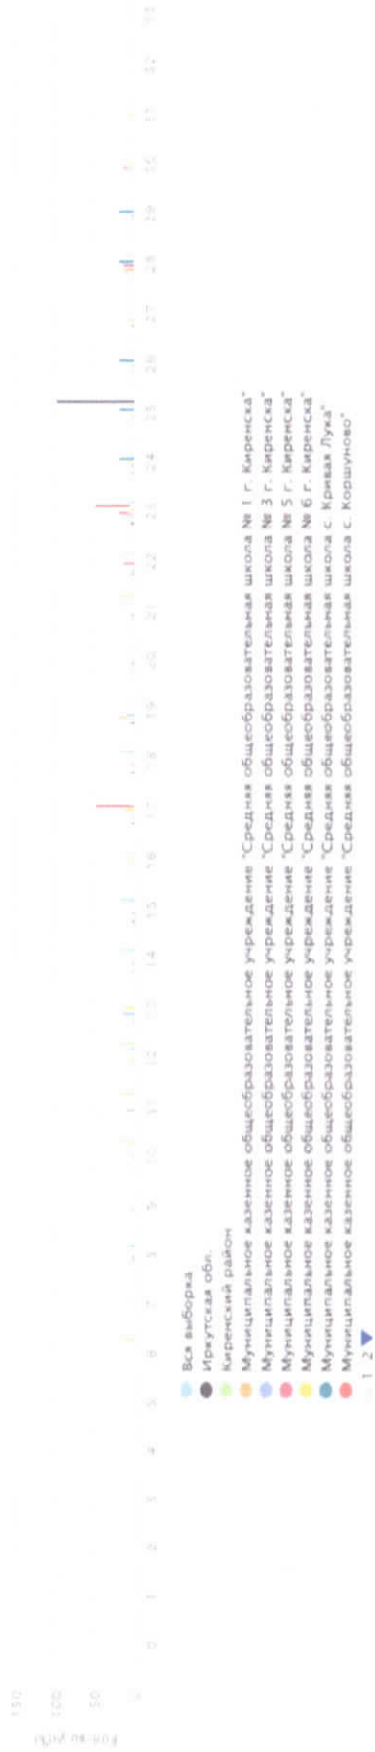 150
100
50
0 1 2 3 4 5 6 7 8 9 10 11 12 13 14 15 16 17 18 19 20 21 22 23 24 25 26 27 28 29 30 31 32 33
Вся выборка
Иркутская обл.
Киренский район
Муниципальное казенное общеобразовательное учреждение "Средняя общеобразовательная школа № 1 г. Киренска"
Муниципальное казенное общеобразовательное учреждение "Средняя общеобразовательная школа № 3 г. Киренска"
Муниципальное казенное общеобразовательное учреждение "Средняя общеобразовательная школа № 5 г. Киренска"
Муниципальное казенное общеобразовательное учреждение "Средняя общеобразовательная школа № 6 г. Киренска"
Муниципальное казенное общеобразовательное учреждение "Средняя общеобразовательная школа с. Кривая Лука"
Муниципальное казенное общеобразовательное учреждение "Средняя общеобразовательная школа с. Коршуново"
1 2